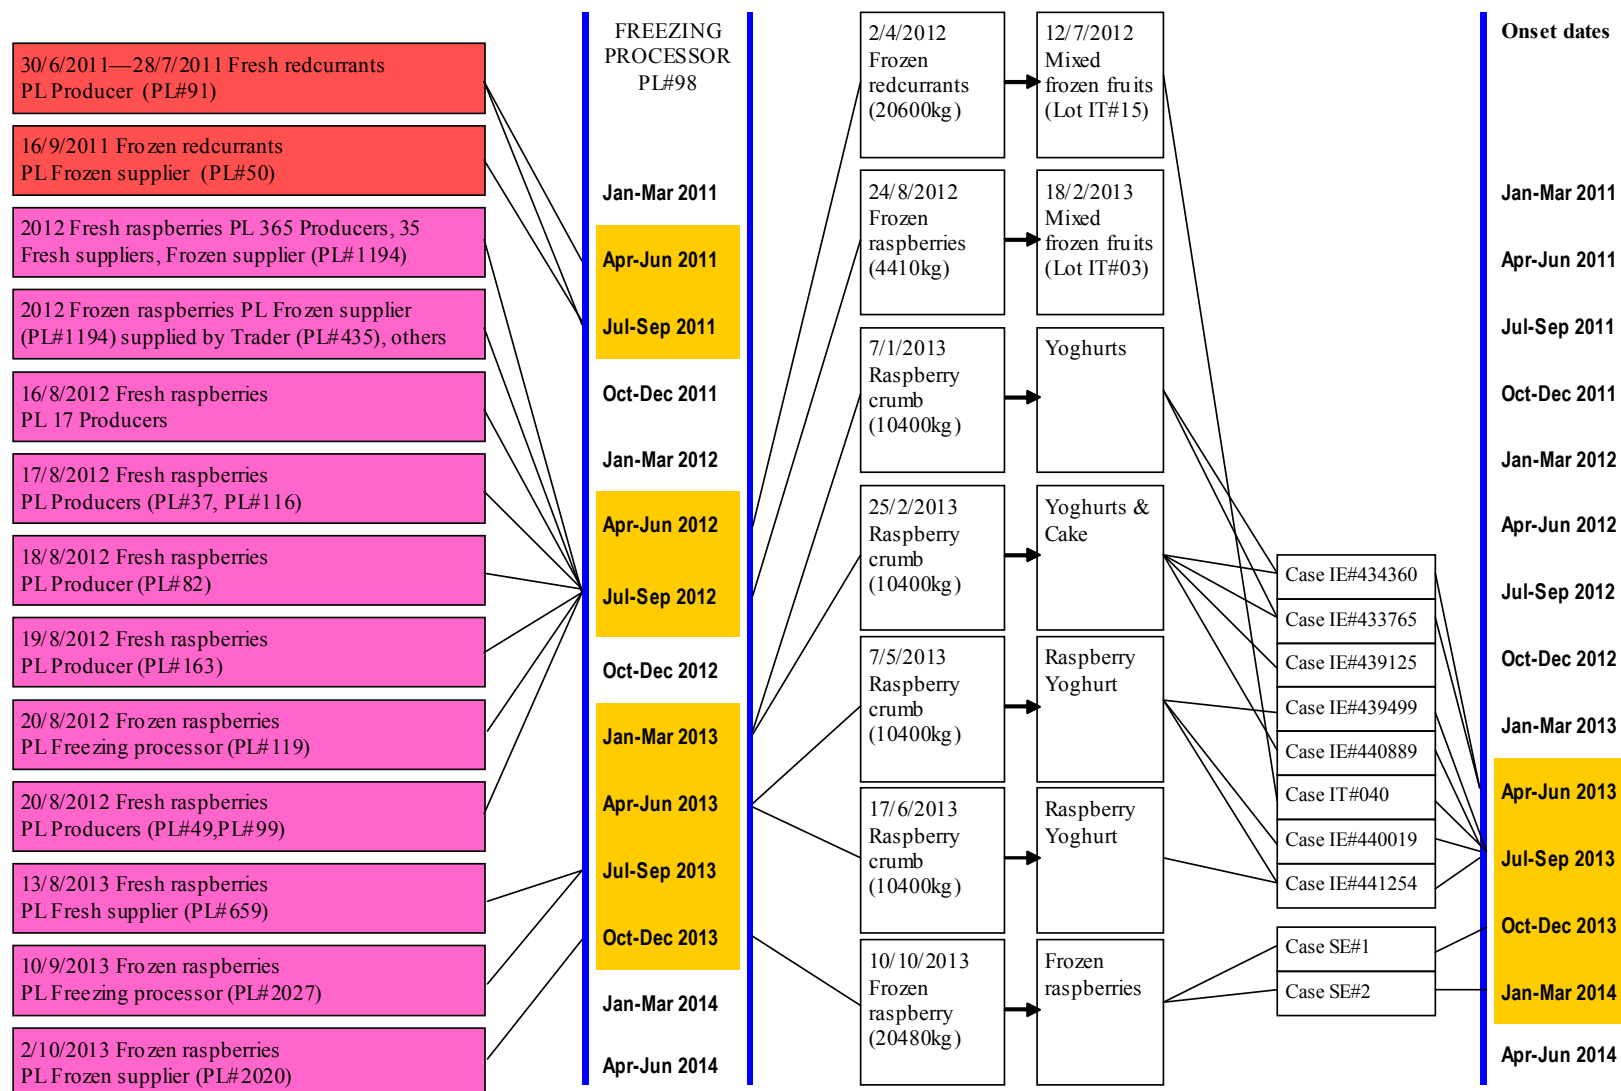 30/6/2011—28/7/2011 Fresh redcurrants
PL Producer (PL#91)
16/9/2011 Frozen redcurrants
PL Frozen supplier (PL#50)
2012 Fresh raspberries PL 365 Producers, 35
Fresh suppliers, Frozen supplier (PL#1194)
2012 Frozen raspberries PL Frozen supplier
(PL#1194) supplied by Trader (PL#435), others
16/8/2012 Fresh raspberries
PL 17 Producers
17/8/2012 Fresh raspberries
PL Producers (PL#37, PL#116)
18/8/2012 Fresh raspberries
PL Producer (PL#82)
19/8/2012 Fresh raspberries
PL Producer (PL#163)
20/8/2012 Frozen raspberries
PL Freezing processor (PL#119)
20/8/2012 Fresh raspberries
PL Producers (PL#49,PL#99)
13/8/2013 Fresh raspberries
PL Fresh supplier (PL#659)
10/9/2013 Frozen raspberries
PL Freezing processor (PL#2027)
2/10/2013 Frozen raspberries
PL Frozen supplier (PL#2020)
FREEZING
PROCESSOR
PL#98
Jan-Mar 2011
Apr-Jun 2011
Jul-Sep 2011
Oct-Dec 2011
Jan-Mar 2012
Apr-Jun 2012
Jul-Sep 2012
Oct-Dec 2012
Jan-Mar 2013
Apr-Jun 2013
Jul-Sep 2013
Oct-Dec 2013
Jan-Mar 2014
Apr-Jun 2014
2/4/2012
Frozen
redcurrants
(20600kg)
12/7/2012
Mixed
frozen fruits
(Lot IT#15)
24/8/2012
Frozen
raspberries
(4410kg)
18/2/2013
Mixed
frozen fruits
(Lot IT#03)
7/1/2013
Raspberry
crumb
(10400kg)
Yoghurts
25/2/2013
Raspberry
crumb
(10400kg)
Yoghurts &
Cake
7/5/2013
Raspberry
crumb
(10400kg)
Raspberry
Yoghurt
17/6/2013
Raspberry
crumb
(10400kg)
Raspberry
Yoghurt
10/10/2013
Frozen
raspberry
(20480kg)
Frozen
raspberries
Case IE#434360
Case IE#433765
Case IE#439125
Case IE#439499
Case IE#440889
Case IT#040
Case IE#440019
Case IE#441254
Case SE#1
Case SE#2
Onset dates
Jan-Mar 2011
Apr-Jun 2011
Jul-Sep 2011
Oct-Dec 2011
Jan-Mar 2012
Apr-Jun 2012
Jul-Sep 2012
Oct-Dec 2012
Jan-Mar 2013
Apr-Jun 2013
Jul-Sep 2013
Oct-Dec 2013
Jan-Mar 2014
Apr-Jun 2014